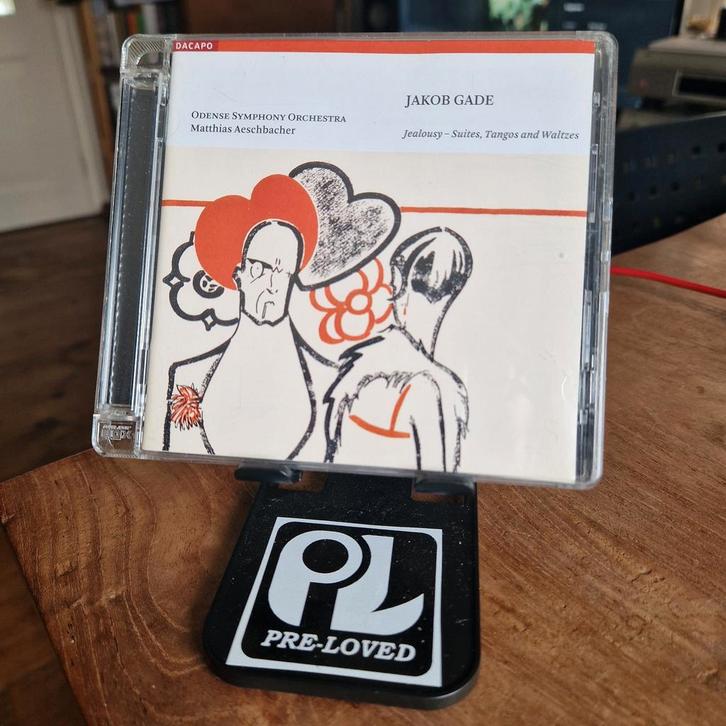 DACAPO
JAKOB GADE
ODENSE SYMPHONY ORCHESTRA
Matthias Aeschbacher
Jealousy – Suites, Tangos and Waltzes
PL
PRE-LOVED